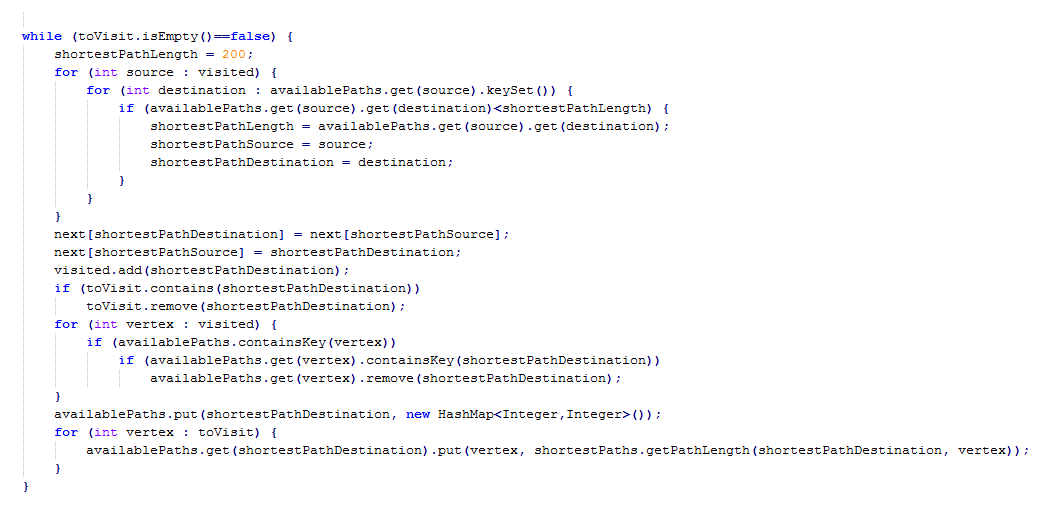 while (toVisit.isEmpty()==false) {
    shortestPathLength = 200;
    for (int source : visited) {
        for (int destination : availablePaths.get(source).keySet()) {
            if (availablePaths.get(source).get(destination)<shortestPathLength) {
                shortestPathLength = availablePaths.get(source).get(destination);
                shortestPathSource = source;
                shortestPathDestination = destination;
            }
        }
    }
    next[shortestPathDestination] = next[shortestPathSource];
    next[shortestPathSource] = shortestPathDestination;
    visited.add(shortestPathDestination);
    if (toVisit.contains(shortestPathDestination))
        toVisit.remove(shortestPathDestination);
    for (int vertex : visited) {
        if (availablePaths.containsKey(vertex))
            if (availablePaths.get(vertex).containsKey(shortestPathDestination))
                availablePaths.get(vertex).remove(shortestPathDestination);
    }
    availablePaths.put(shortestPathDestination, new HashMap<Integer,Integer>());
    for (int vertex : toVisit) {
        availablePaths.get(shortestPathDestination).put(vertex, shortestPaths.getPathLength(shortestPathDestination, vertex));
    }
}